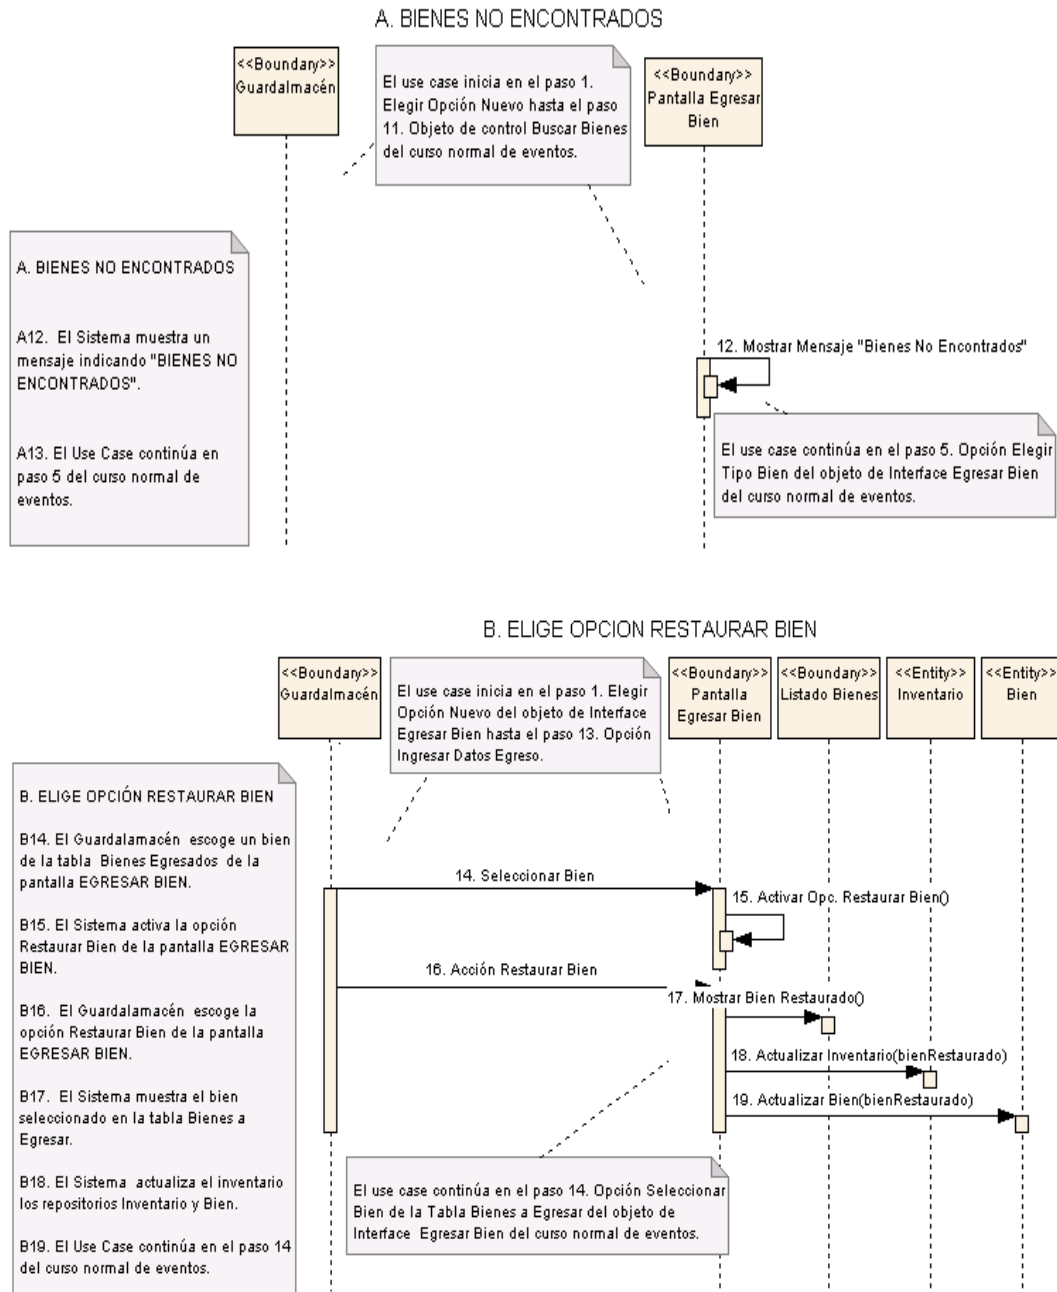 A. BIENES NO ENCONTRADOS
<<Boundary>>
Guardalmacén
El use case inicia en el paso 1.
Elegir Opción Nuevo hasta el paso
11. Objeto de control Buscar Bienes
del curso normal de eventos.
<<Boundary>>
Pantalla Egresar
Bien
A. BIENES NO ENCONTRADOS
A12. El Sistema muestra un
mensaje indicando "BIENES NO
ENCONTRADOS".
A13. El Use Case continúa en
paso 5 del curso normal de
eventos.
12. Mostrar Mensaje "Bienes No Encontrados"
El use case continúa en el paso 5. Opción Elegir
Tipo Bien del objeto de Interface Egresar Bien
del curso normal de eventos.
B. ELIGE OPCION RESTAURAR BIEN
<<Boundary>>
Guardalmacén
El use case inicia en el paso 1. Elegir
Opción Nuevo del objeto de Interface
Egresar Bien hasta el paso 13. Opción
Ingresar Datos Egreso.
<<Boundary>>
Pantalla
Egresar Bien
<<Boundary>>
Listado Bienes
<<Entity>>
Inventario
<<Entity>>
Bien
B. ELIGE OPCIÓN RESTAURAR BIEN
B14. El Guardalamacén escoge un bien
de la tabla Bienes Egresados de la
pantalla EGRESAR BIEN.
B15. El Sistema activa la opción
Restaurar Bien de la pantalla EGRESAR
BIEN.
B16. El Guardalmacén escoge la
opción Restaurar Bien de la pantalla
EGRESAR BIEN.
B17. El Sistema muestra el bien
seleccionado en la tabla Bienes a
Egresar.
B18. El Sistema actualiza el inventario
los repositorios Inventario y Bien.
B19. El Use Case continúa en el paso 14
del curso normal de eventos.
14. Seleccionar Bien
15. Activar Opc. Restaurar Bien()
16. Acción Restaurar Bien
17. Mostrar Bien Restaurado()
18. Actualizar Inventario(bienRestaurado)
19. Actualizar Bien(bienRestaurado)
El use case continúa en el paso 14. Opción Seleccionar
Bien de la Tabla Bienes a Egresar del objeto de
Interface Egresar Bien del curso normal de eventos.